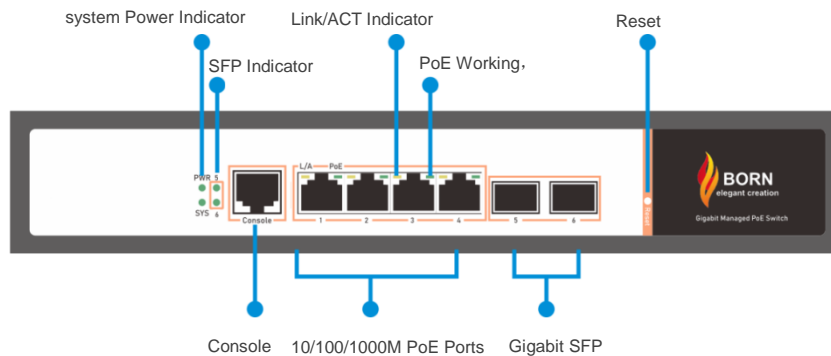 system Power Indicator
Link/ACT Indicator
Reset
SFP Indicator
PoE Working，
L/A PoE
PWR 5
SYS 6
Console
1 2 3 4
5 6
Reset
BORN
elegant creation
Gigabit Managed PoE Switch
Console
10/100/1000M PoE Ports
Gigabit SFP